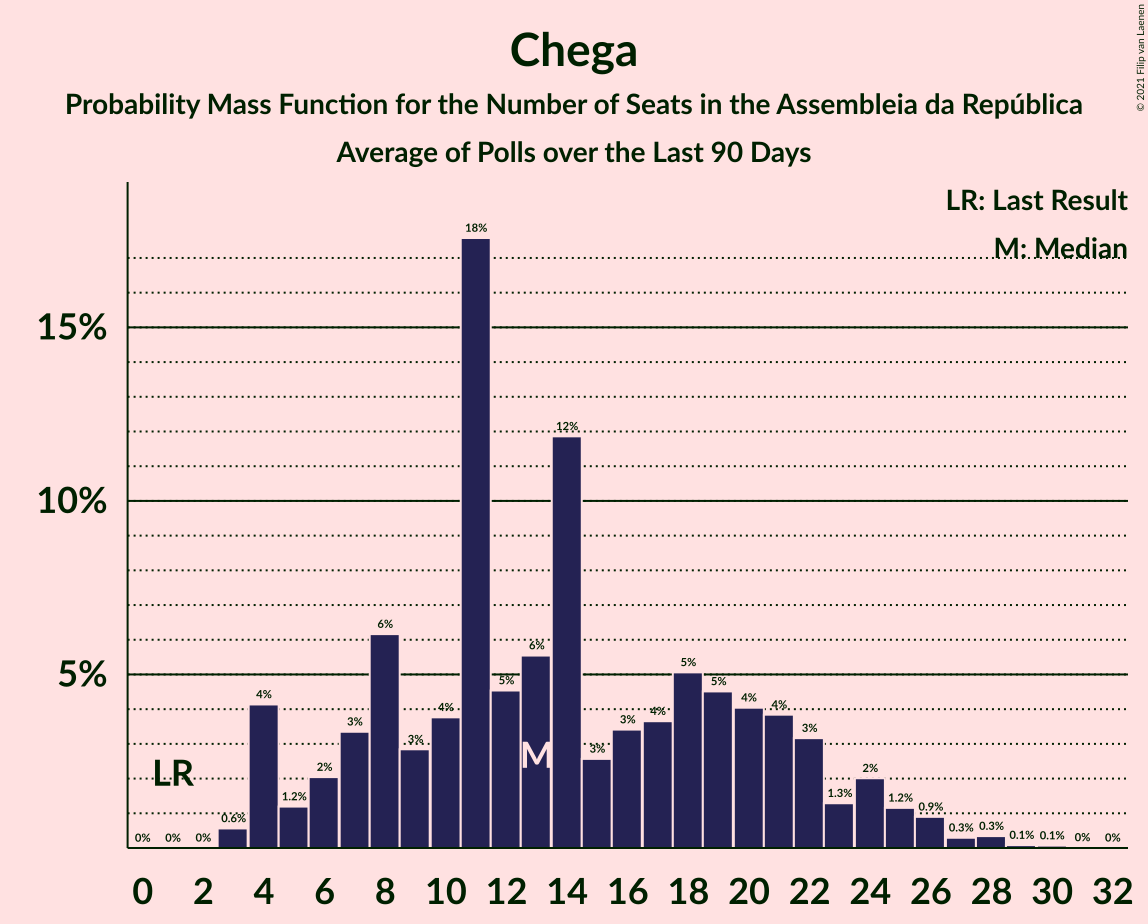 Chega
Probability Mass Function for the Number of Seats in the Assembleia da República
Average of Polls over the Last 90 Days
© 2021 Filip van Laenen
LR: Last Result
M: Median
15%
10%
5%
0% 0% 0% 0.6% 4% 1.2% 2% 3% 6% 3% 4% 18% 5% 6% 12% 3% 3% 4% 5% 5% 4% 4% 3% 1.3% 2% 1.2% 0.9% 0.3% 0.3% 0.1% 0.1% 0% 0%
LR
M
0 2 4 6 8 10 12 14 16 18 20 22 24 26 28 30 32